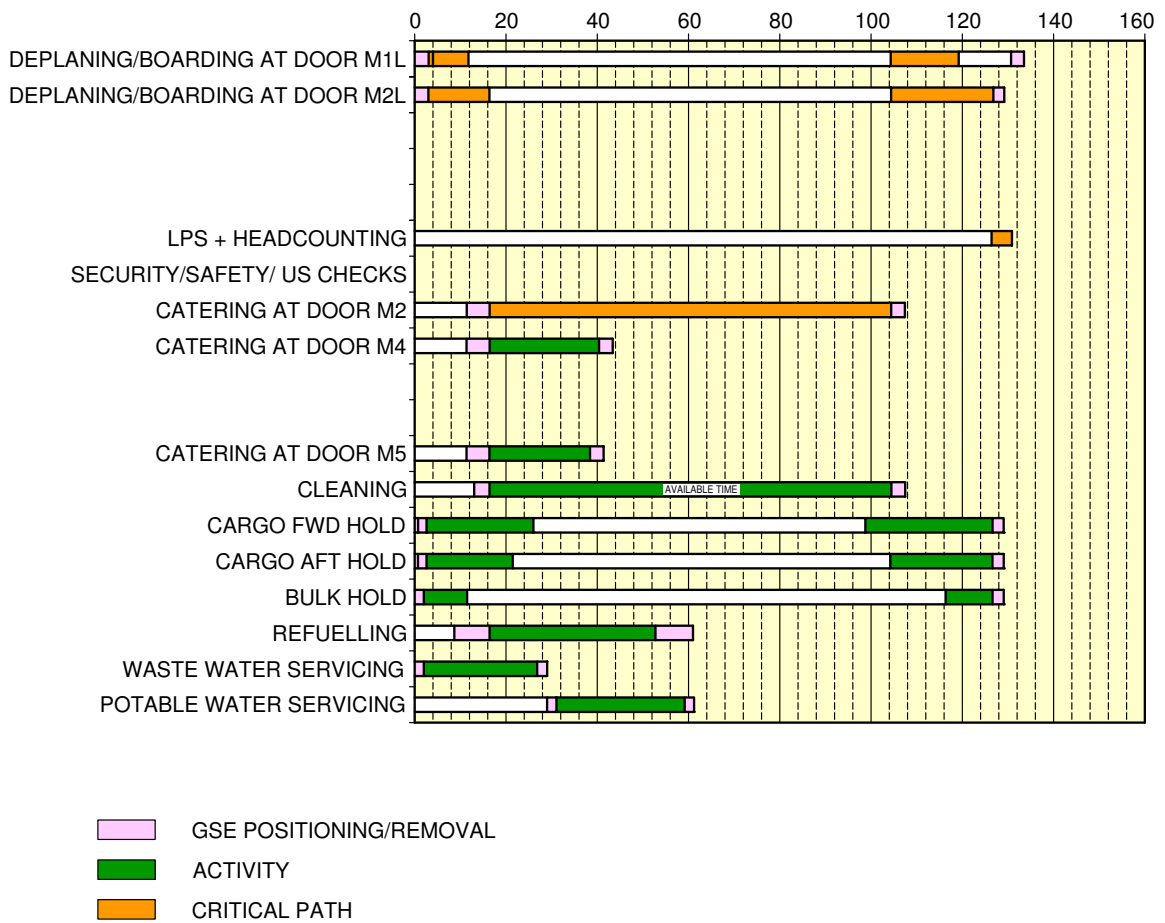 0 20 40 60 80 100 120 140 160
DEPLANING/BOARDING AT DOOR M1L
DEPLANING/BOARDING AT DOOR M2L
LPS + HEADCOUNTING
SECURITY/SAFETY/ US CHECKS
CATERING AT DOOR M2
CATERING AT DOOR M4
CATERING AT DOOR M5
CLEANING
AVAILABLE TIME
CARGO FWD HOLD
CARGO AFT HOLD
BULK HOLD
REFUELLING
WASTE WATER SERVICING
POTABLE WATER SERVICING
GSE POSITIONING/REMOVAL
ACTIVITY
CRITICAL PATH